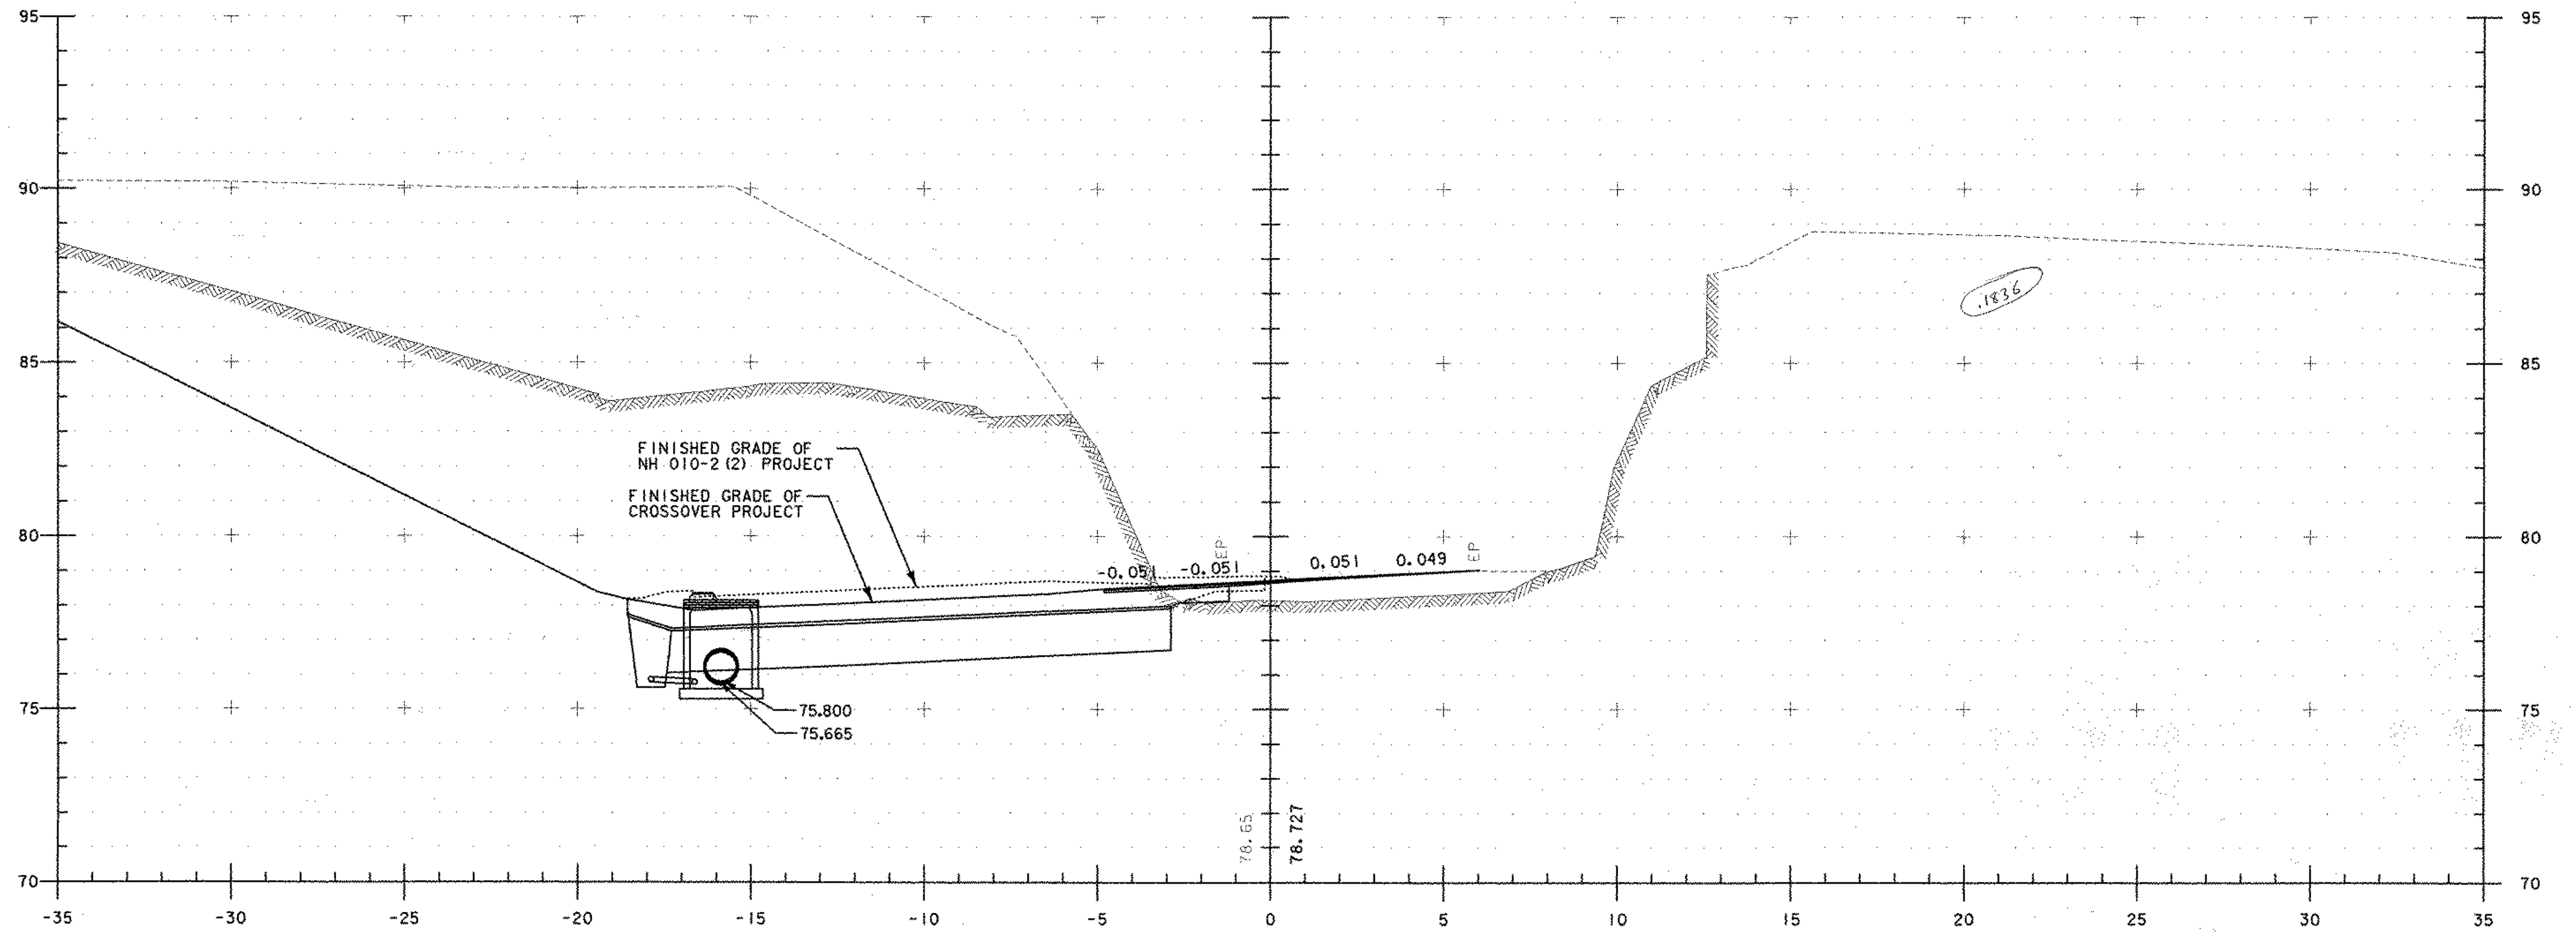 95 95
90 90
.1836
85 85
FINISHED GRADE OF
NH 010-2 (2) PROJECT
FINISHED GRADE OF
CROSSOVER PROJECT
80 80
EP EP
-0.051 -0.051 0.051 0.049
75 75
75.800
75.665
78.65 78.727
70 70
-35 -30 -25 -20 -15 -10 -5 0 5 10 15 20 25 30 35